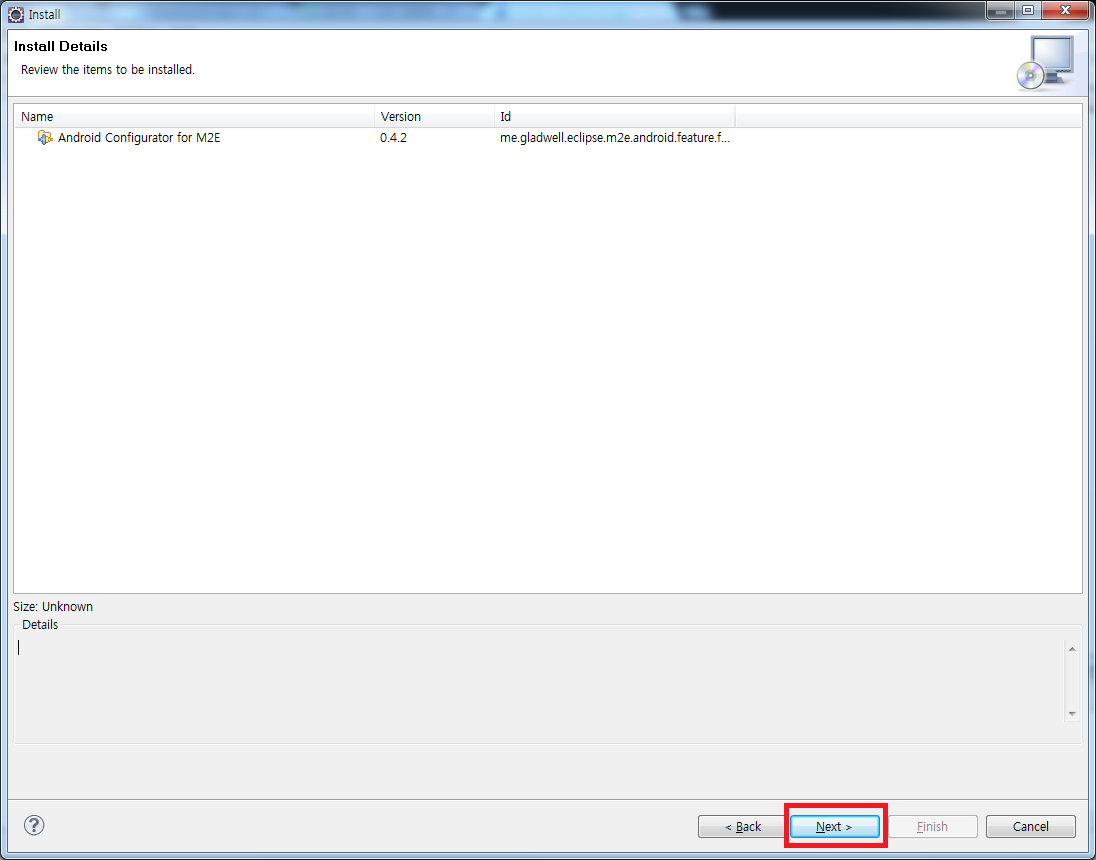 Install
Install Details
Review the items to be installed.
Name Version Id
Android Configurator for M2E 0.4.2 me.gladwell.eclipse.m2e.android.feature.f...
Size: Unknown
Details
< Back Next > Finish Cancel